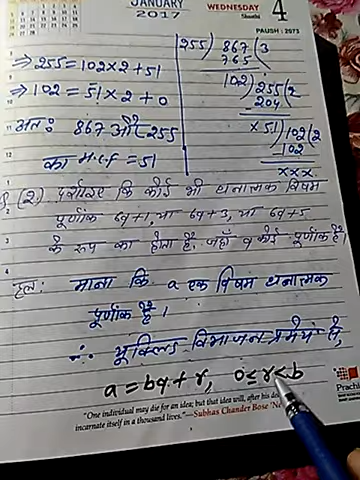 JANUARY
2017
WEDNESDAY
4
PAUSH : 2073
⇒ 255 = 102×2 + 51
⇒ 102 = 51 × 2 + 0
अतः 867 और 255
का म.स.= 51
255) 867 (3
765
102) 255 (2
204
× 51) 102 (2
102
×××
(2) दर्शाइए कि कोई भी धनात्मक विषम
पूर्णांक 6q+1, या 6q+3, या 6q+5
के रूप का होता है, जहाँ q कोई पूर्णांक है।
हल: माना कि a एक विषम धनात्मक
पूर्णांक है।
∴ यूक्लिड विभाजन प्रमेय से,
a = bq + r, 0 ≤ r < b
"One individual may die for an idea; but that idea will, after his de
incarnate itself in a thousand lives." —Subhas Chander Bose 'Ne
Prachi